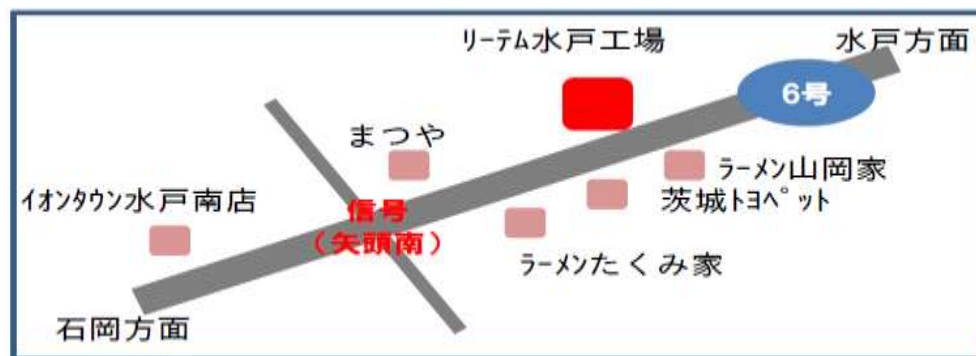 リーテム水戸工場
水戸方面
6号
まつや
ラーメン山岡家
イオンタウン水戸南店
茨城トヨペット
信号
（矢頭南）
ラーメンたくみ家
石岡方面